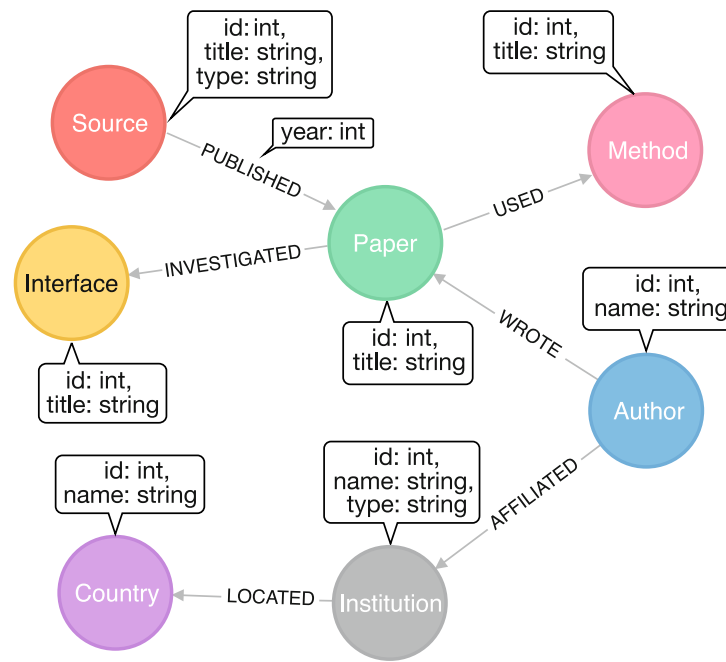 id: int,
title: string,
type: string
id: int,
title: string
Source
Method
year: int
PUBLISHED
USED
Paper
INVESTIGATED
Interface
id: int,
name: string
WROTE
id: int,
title: string
id: int,
title: string
Author
id: int,
name: string,
type: string
id: int,
name: string
AFFILIATED
Country
LOCATED
Institution